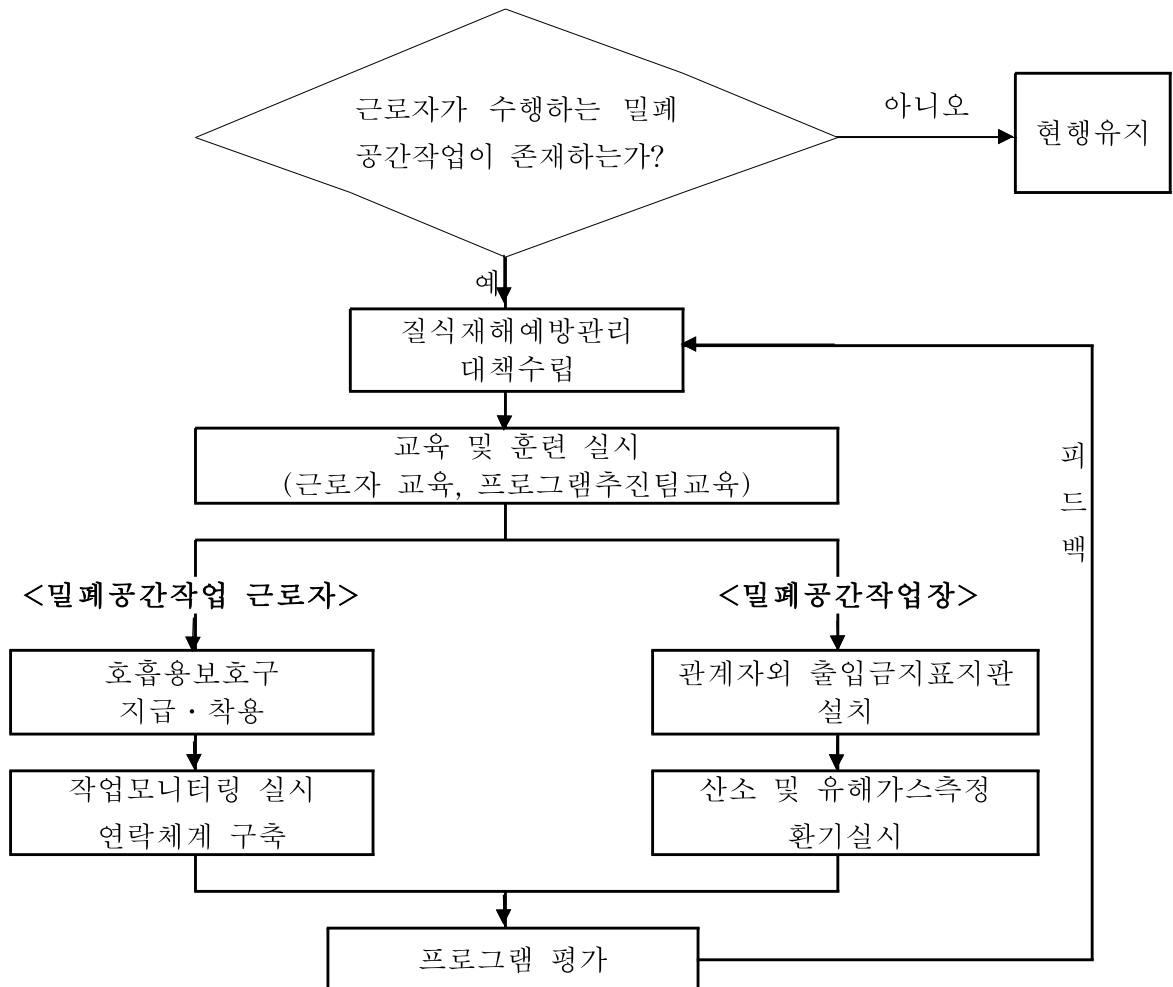 근로자가 수행하는 밀폐
공간작업이 존재하는가?
아니오
현행유지
예
질식재해예방관리
대책수립
교육 및 훈련 실시
(근로자 교육, 프로그램추진팀교육)
피
드
백
<밀폐공간작업 근로자>
<밀폐공간작업장>
호흡용보호구
지급·착용
관계자외 출입금지표지판
설치
작업모니터링 실시
연락체계 구축
산소 및 유해가스측정
환기실시
프로그램 평가